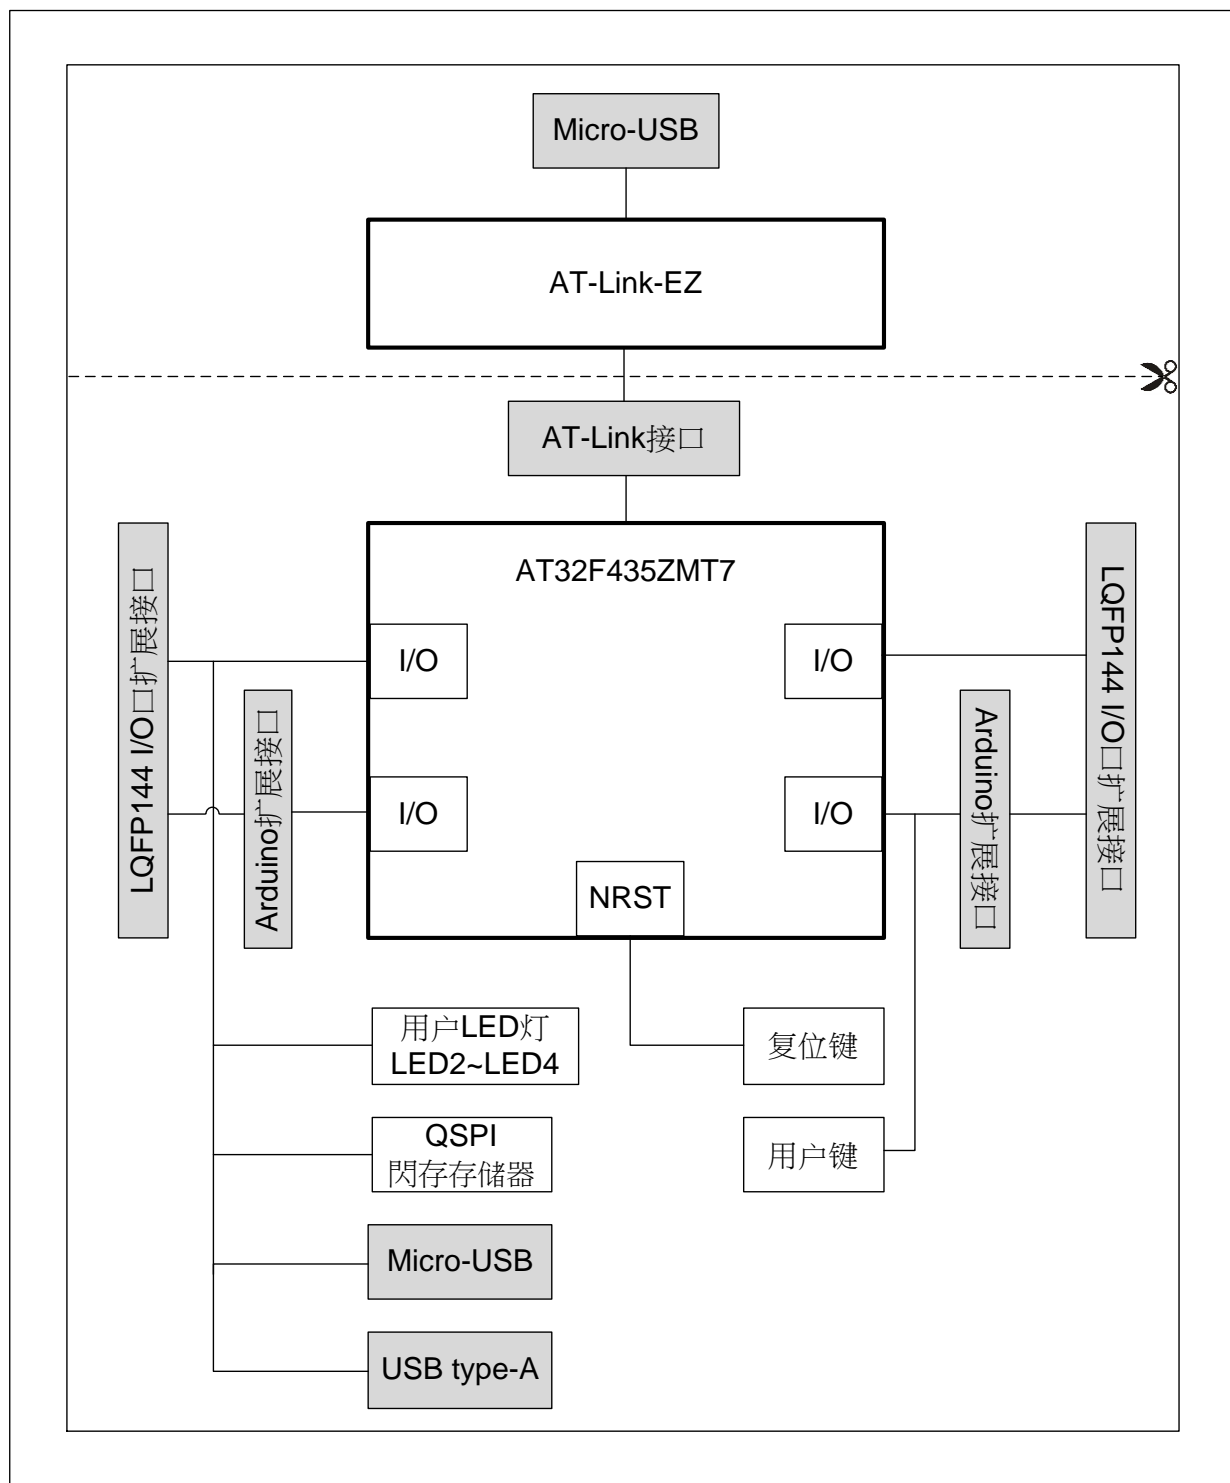 Micro-USB
AT-Link-EZ
AT-Link接口
AT32F435ZMT7
LQFP144 I/O口扩展接口
I/O
I/O
LQFP144 I/O口扩展接口
Arduino扩展接口
Arduino扩展接口
I/O
I/O
NRST
用户LED灯
LED2~LED4
复位键
QSPI
閃存存储器
用户键
Micro-USB
USB type-A